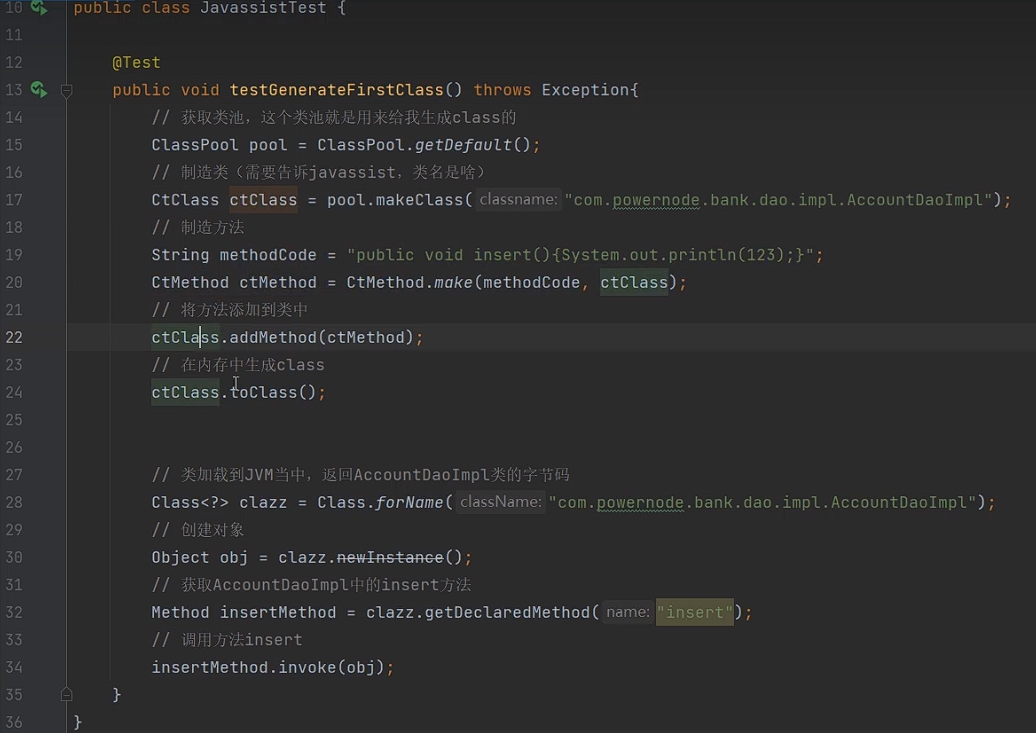 10 public class JavassistTest {
11
12 @Test
13 public void testGenerateFirstClass() throws Exception{
14 // 获取类池，这个类池就是用来给我生成class的
15 ClassPool pool = ClassPool.getDefault();
16 // 制造类（需要告诉javassist，类名是啥）
17 CtClass ctClass = pool.makeClass( classname: "com.powernode.bank.dao.impl.AccountDaoImpl");
18 // 制造方法
19 String methodCode = "public void insert(){System.out.println(123);}";
20 CtMethod ctMethod = CtMethod.make(methodCode, ctClass);
21 // 将方法添加到类中
22 ctClass.addMethod(ctMethod);
23 // 在内存中生成class
24 ctClass.toClass();
25
26
27 // 类加载到JVM当中，返回AccountDaoImpl类的字节码
28 Class<?> clazz = Class.forName( className: "com.powernode.bank.dao.impl.AccountDaoImpl");
29 // 创建对象
30 Object obj = clazz.newInstance();
31 // 获取AccountDaoImpl中的insert方法
32 Method insertMethod = clazz.getDeclaredMethod( name: "insert");
33 // 调用方法insert
34 insertMethod.invoke(obj);
35 }
36 }